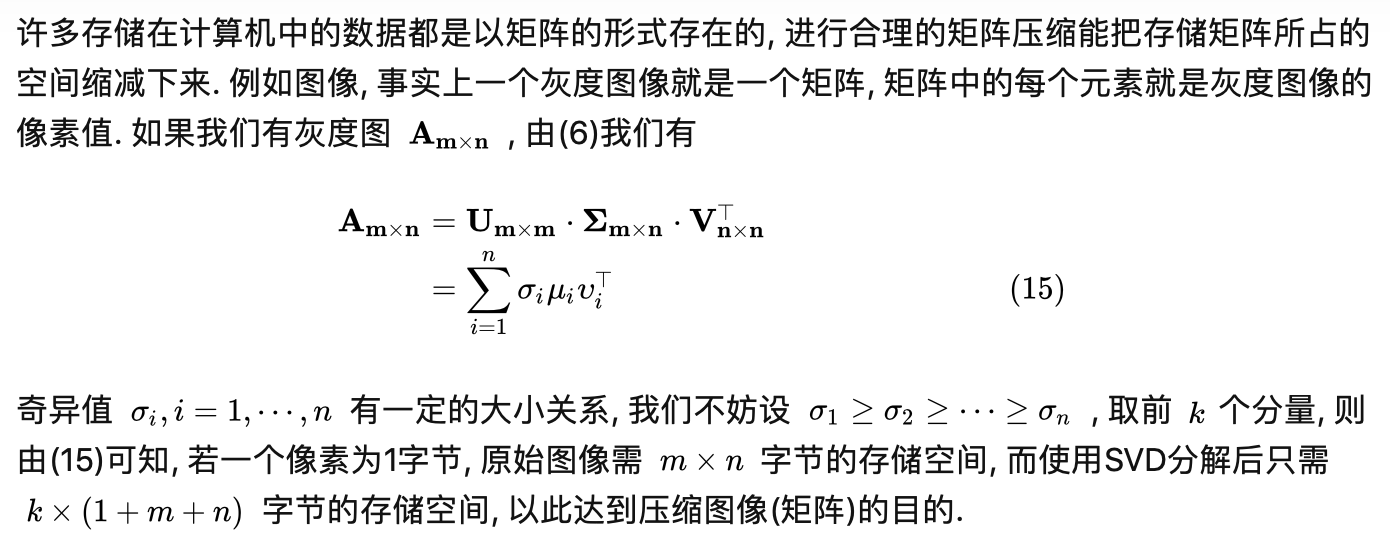 许多存储在计算机中的数据都是以矩阵的形式存在的, 进行合理的矩阵压缩能把存储矩阵所占的
空间缩减下来. 例如图像, 事实上一个灰度图像就是一个矩阵, 矩阵中的每个元素就是灰度图像的
像素值. 如果我们有灰度图 $\mathbf{A_{m \times n}}$ , 由(6)我们有
$\mathbf{A_{m \times n}} = \mathbf{U_{m \times m}} \cdot \mathbf{\Sigma_{m \times n}} \cdot \mathbf{V_{n \times n}^\top}$
$= \sum_{i=1}^{n} \sigma_i \mu_i \upsilon_i^\top$ (15)
奇异值 $\sigma_i, i = 1, \cdots, n$ 有一定的大小关系, 我们不妨设 $\sigma_1 \geq \sigma_2 \geq \cdots \geq \sigma_n$ , 取前 $k$ 个分量, 则
由(15)可知, 若一个像素为1字节, 原始图像需 $m \times n$ 字节的存储空间, 而使用SVD分解后只需
$k \times (1 + m + n)$ 字节的存储空间, 以此达到压缩图像(矩阵)的目的.